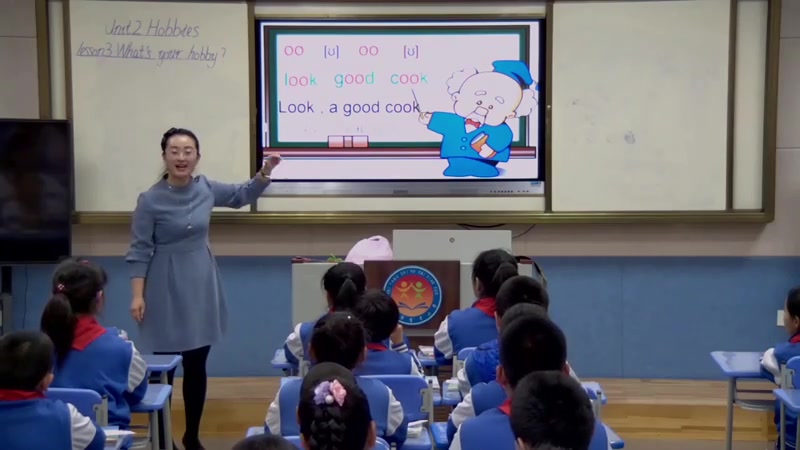 Unit 2 Hobbies
lesson 3 What's your hobby?
oo [ʊ] oo [ʊ]
look good cook
Look . a good cook